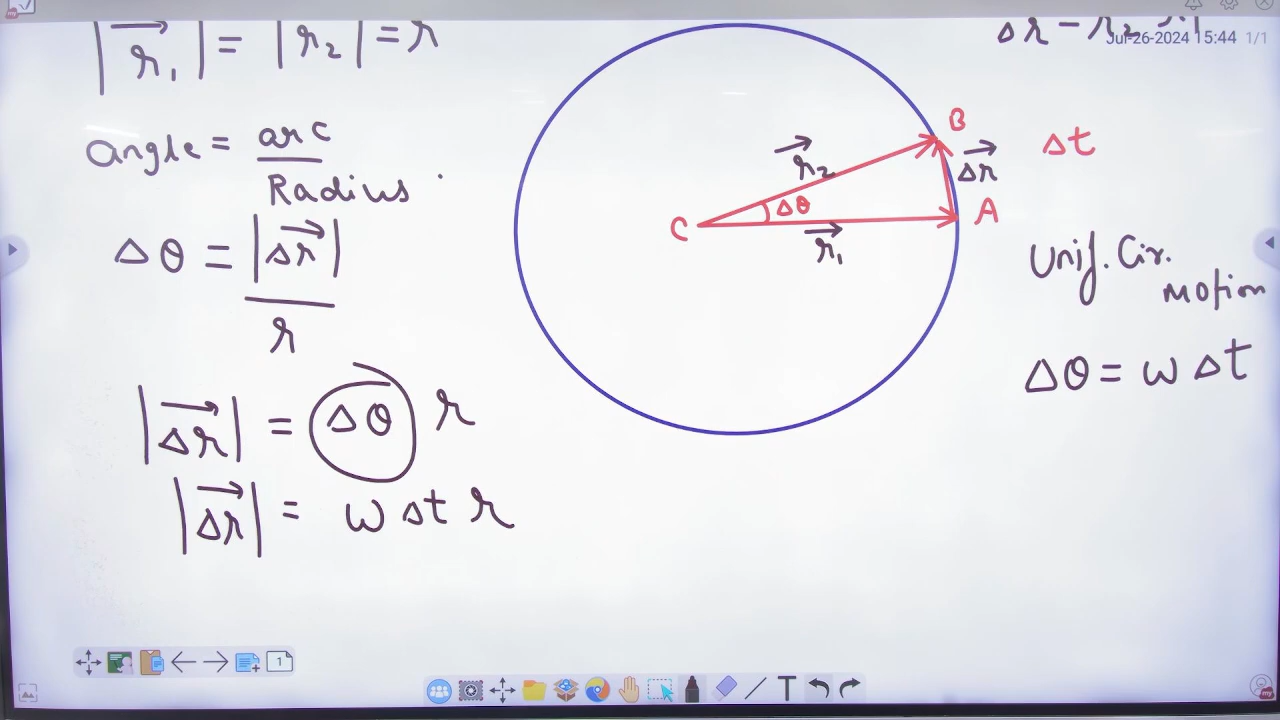 |r₁| = |r₂| = r
Jul-26-2024 15:44 1/1
angle = arc
Radius
Δθ = |Δr|
r
|Δr| = Δθ r
|Δr| = ω Δt r
B
r₂
Δr
Δt
Δθ
C
A
r₁
Unif. Cir.
Motion
Δθ = ω Δt
1
T